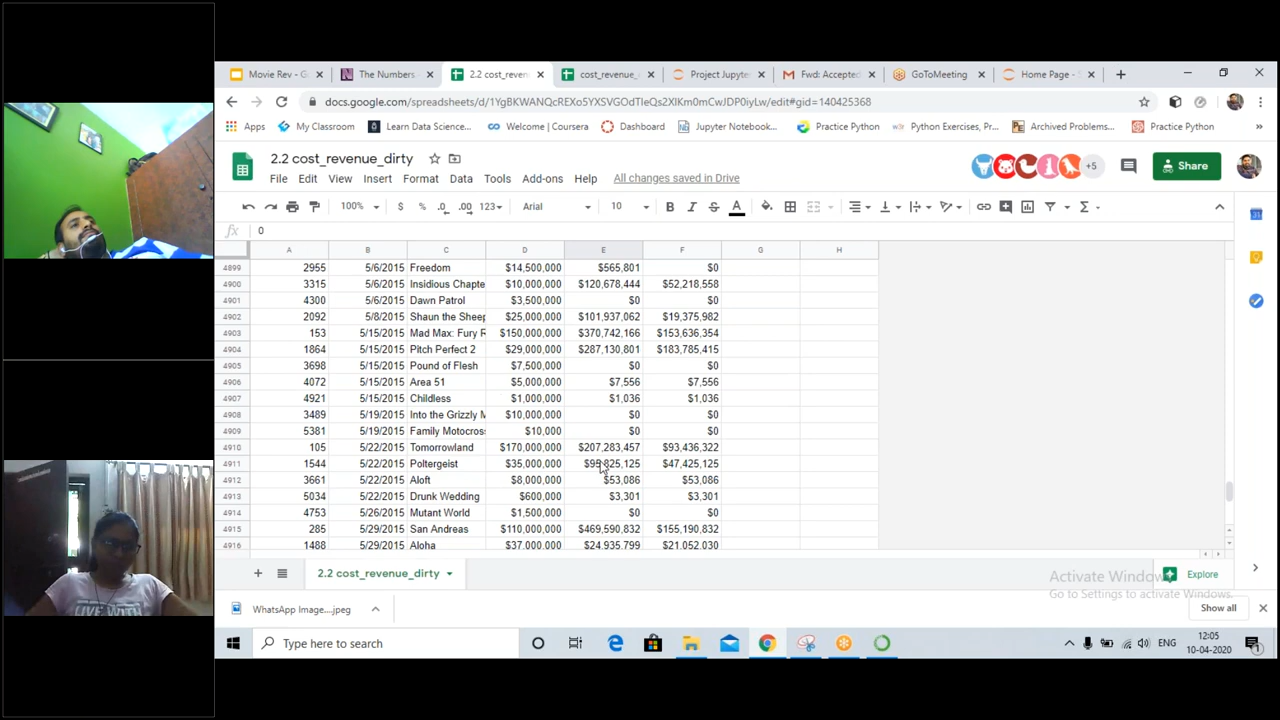 Movie Rev - G
The Numbers
2.2 cost_reven
cost_revenue_
Project Jupyte
Fwd: Accepted
GoToMeeting
Home Page - S
docs.google.com/spreadsheets/d/1YgBKWANQcREXo5YXSVGOdTIeQs2XIKm0mCwJDP0iyLw/edit#gid=140425368
Apps
My Classroom
Learn Data Science...
Welcome | Coursera
Dashboard
Jupyter Notebook...
Practice Python
Python Exercises, Pr...
Archived Problems...
Practice Python
2.2 cost_revenue_dirty
+5
Share
File Edit View Insert Format Data Tools Add-ons Help All changes saved in Drive
100% $ % .0 .00 123 Arial 10 B I S A
fx 0
A B C D E F G H
4899 2955 5/6/2015 Freedom $14,500,000 $565,801 $0
4900 3315 5/6/2015 Insidious Chapte $10,000,000 $120,678,444 $52,218,558
4901 4300 5/6/2015 Dawn Patrol $3,500,000 $0 $0
4902 2092 5/8/2015 Shaun the Sheep $25,000,000 $101,937,062 $19,375,982
4903 153 5/15/2015 Mad Max: Fury R $150,000,000 $370,742,166 $153,636,354
4904 1864 5/15/2015 Pitch Perfect 2 $29,000,000 $287,130,801 $183,785,415
4905 3698 5/15/2015 Pound of Flesh $7,500,000 $0 $0
4906 4072 5/15/2015 Area 51 $5,000,000 $7,556 $7,556
4907 4921 5/15/2015 Childless $1,000,000 $1,036 $1,036
4908 3489 5/19/2015 Into the Grizzly M $10,000,000 $0 $0
4909 5381 5/19/2015 Family Motocros $10,000 $0 $0
4910 105 5/22/2015 Tomorrowland $170,000,000 $207,283,457 $93,436,322
4911 1544 5/22/2015 Poltergeist $35,000,000 $47,425,125
4912 3661 5/22/2015 Aloft $8,000,000 $53,086 $53,086
4913 5034 5/22/2015 Drunk Wedding $600,000 $3,301 $3,301
4914 4753 5/26/2015 Mutant World $1,500,000 $0 $0
4915 285 5/29/2015 San Andreas $110,000,000 $469,590,832 $155,190,832
4916 1488 5/29/2015 Aloha $37,000,000 $24,935,799 $21,052,030
2.2 cost_revenue_dirty
Explore
Activate Window
Go to Settings to activate Windows.
WhatsApp Image....jpeg
Show all
Type here to search
ENG
12:05
10-04-2020
LIVE WITH